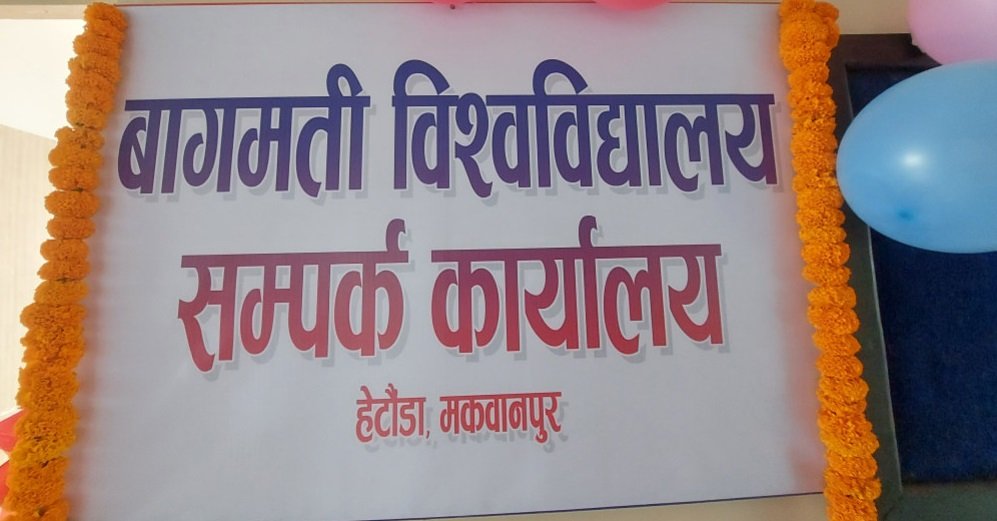 बागमती विश्वविद्यालय
सम्पर्क कार्यालय
हेटौंडा, मकवानपुर